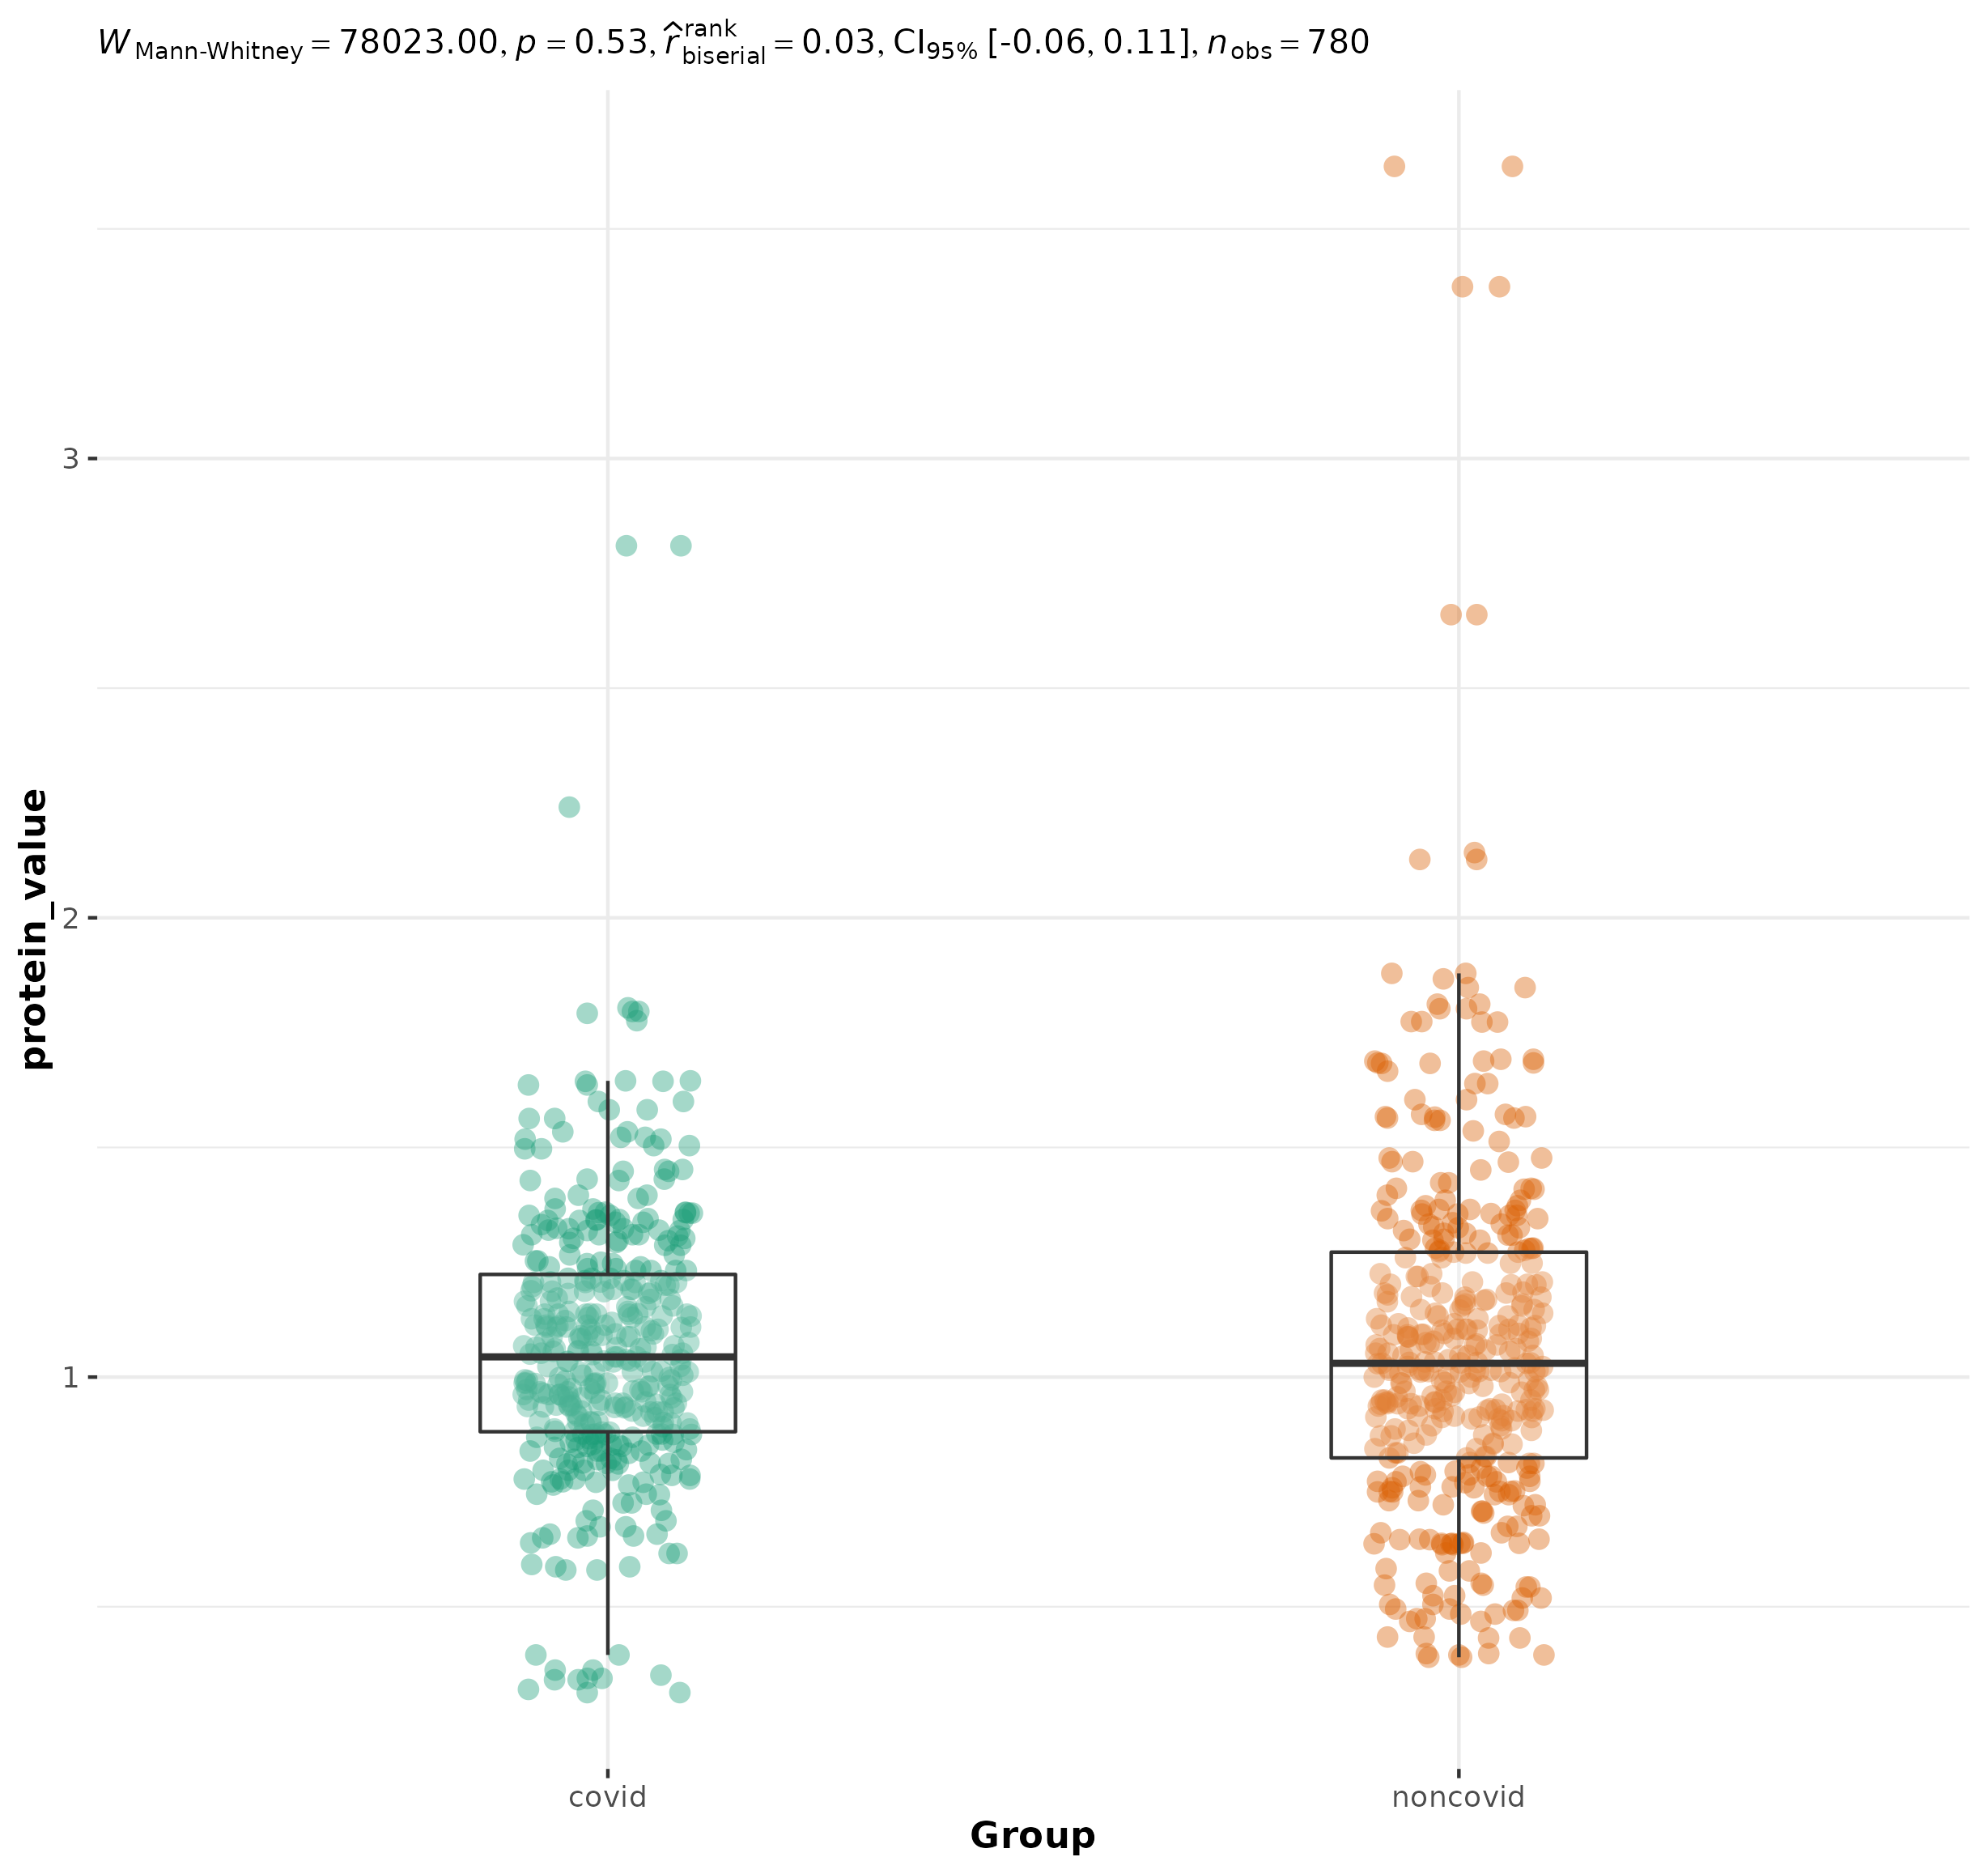 W Mann-Whitney = 78023.00, p = 0.53, r̂ rank biserial = 0.03, CI95% [-0.06, 0.11], n obs = 780
3
2
1
protein_value
covid noncovid
Group